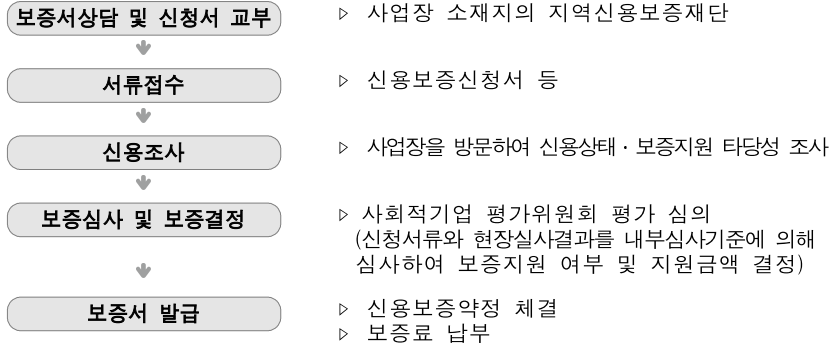 보증서상담 및 신청서 교부
▷ 사업장 소재지의 지역신용보증재단
서류접수
▷ 신용보증신청서 등
신용조사
▷ 사업장을 방문하여 신용상태 · 보증지원 타당성 조사
보증심사 및 보증결정
▷ 사회적기업 평가위원회 평가 심의
(신청서류와 현장실사결과를 내부심사기준에 의해
심사하여 보증지원 여부 및 지원금액 결정)
보증서 발급
▷ 신용보증약정 체결
▷ 보증료 납부